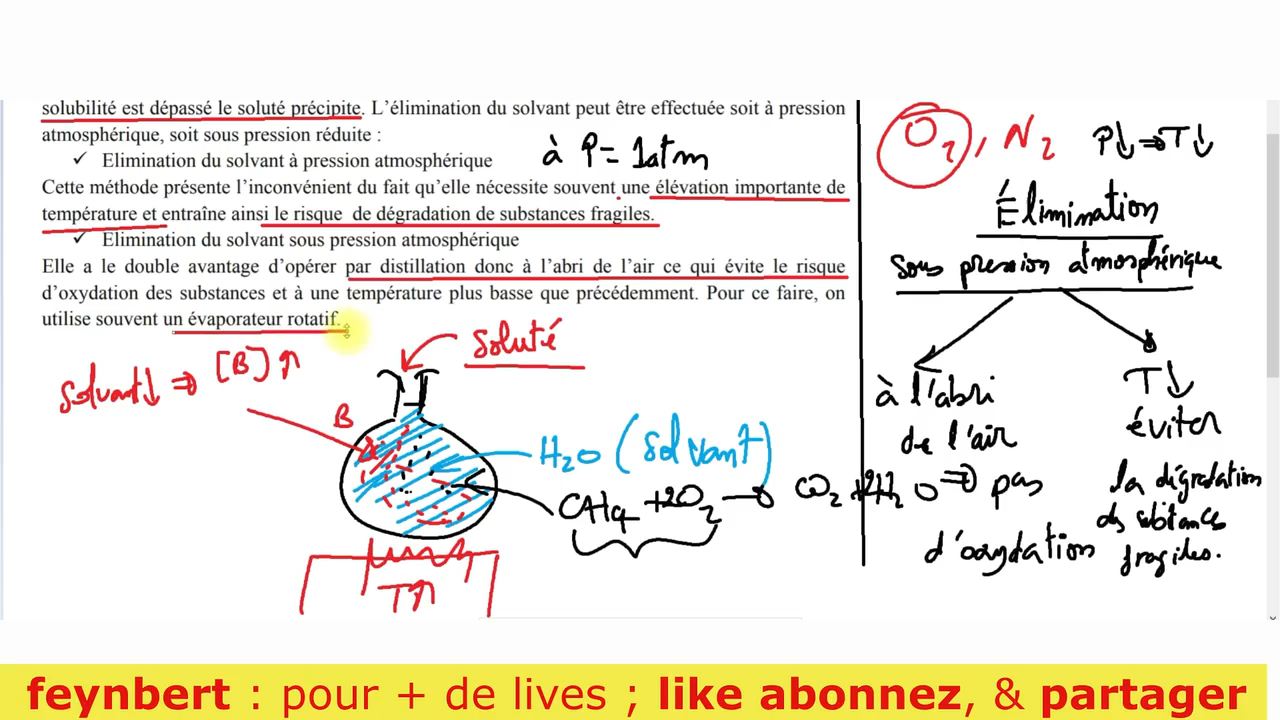 solubilité est dépassé le soluté précipite. L'élimination du solvant peut être effectuée soit à pression
atmosphérique, soit sous pression réduite :
✓ Elimination du solvant à pression atmosphérique
à P = 1atm
Cette méthode présente l'inconvénient du fait qu'elle nécessite souvent une élévation importante de
température et entraîne ainsi le risque de dégradation de substances fragiles.
✓ Elimination du solvant sous pression atmosphérique
Elle a le double avantage d'opérer par distillation donc à l'abri de l'air ce qui évite le risque
d'oxydation des substances et à une température plus basse que précédemment. Pour ce faire, on
utilise souvent un évaporateur rotatif.
Solvant↓ ⇒ [B]↑
Soluté
B
H₂O (Solvant)
CH₄ + 2O₂ → CO₂ + 2H₂O
T↑
O₂, N₂
P↓ ⇒ T↓
Élimination
sous pression atmosphérique
à l'abri
de l'air
⇒ pas
d'oxydation
T↓
éviter
la dégradation
des substances
fragiles.
feynbert : pour + de lives ; like abonnez, & partager